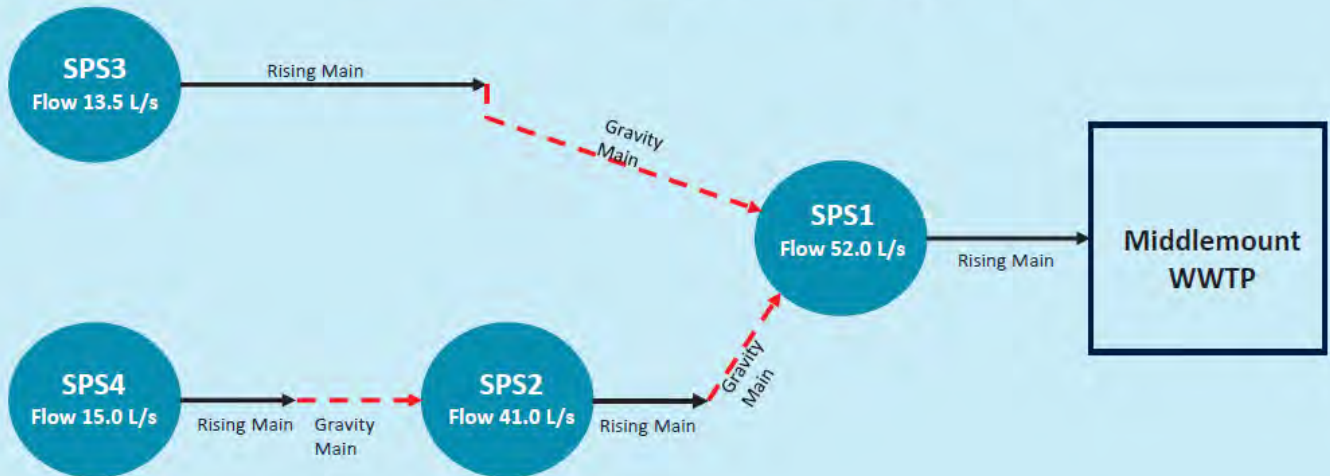 SPS3
Flow 13.5 L/s
Rising Main
Gravity
Main
SPS1
Flow 52.0 L/s
Rising Main
Middlemount
WWTP
SPS4
Flow 15.0 L/s
Rising Main
Gravity
Main
SPS2
Flow 41.0 L/s
Rising Main
Gravity
Main